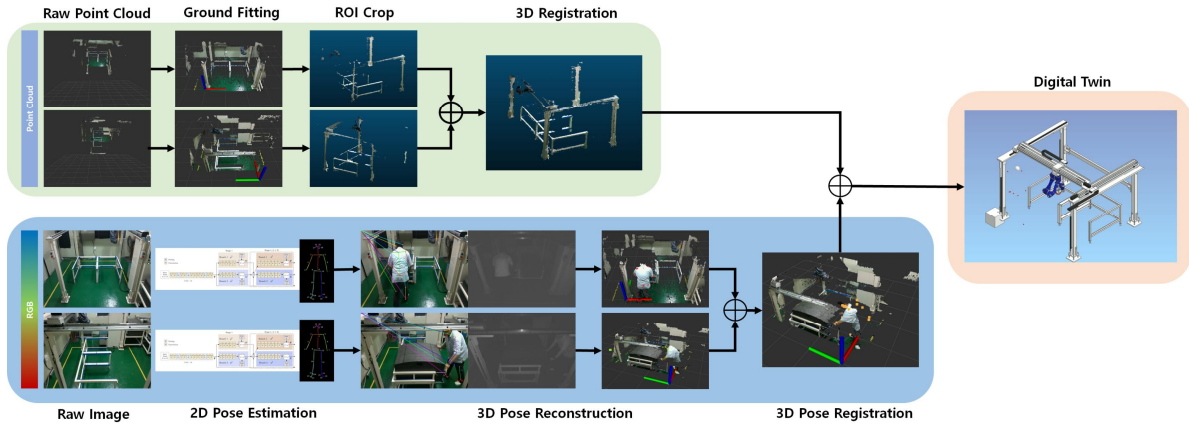 Raw Point Cloud
Ground Fitting
ROI Crop
3D Registration
Point Cloud
Digital Twin
RGB
Raw Image
2D Pose Estimation
3D Pose Reconstruction
3D Pose Registration